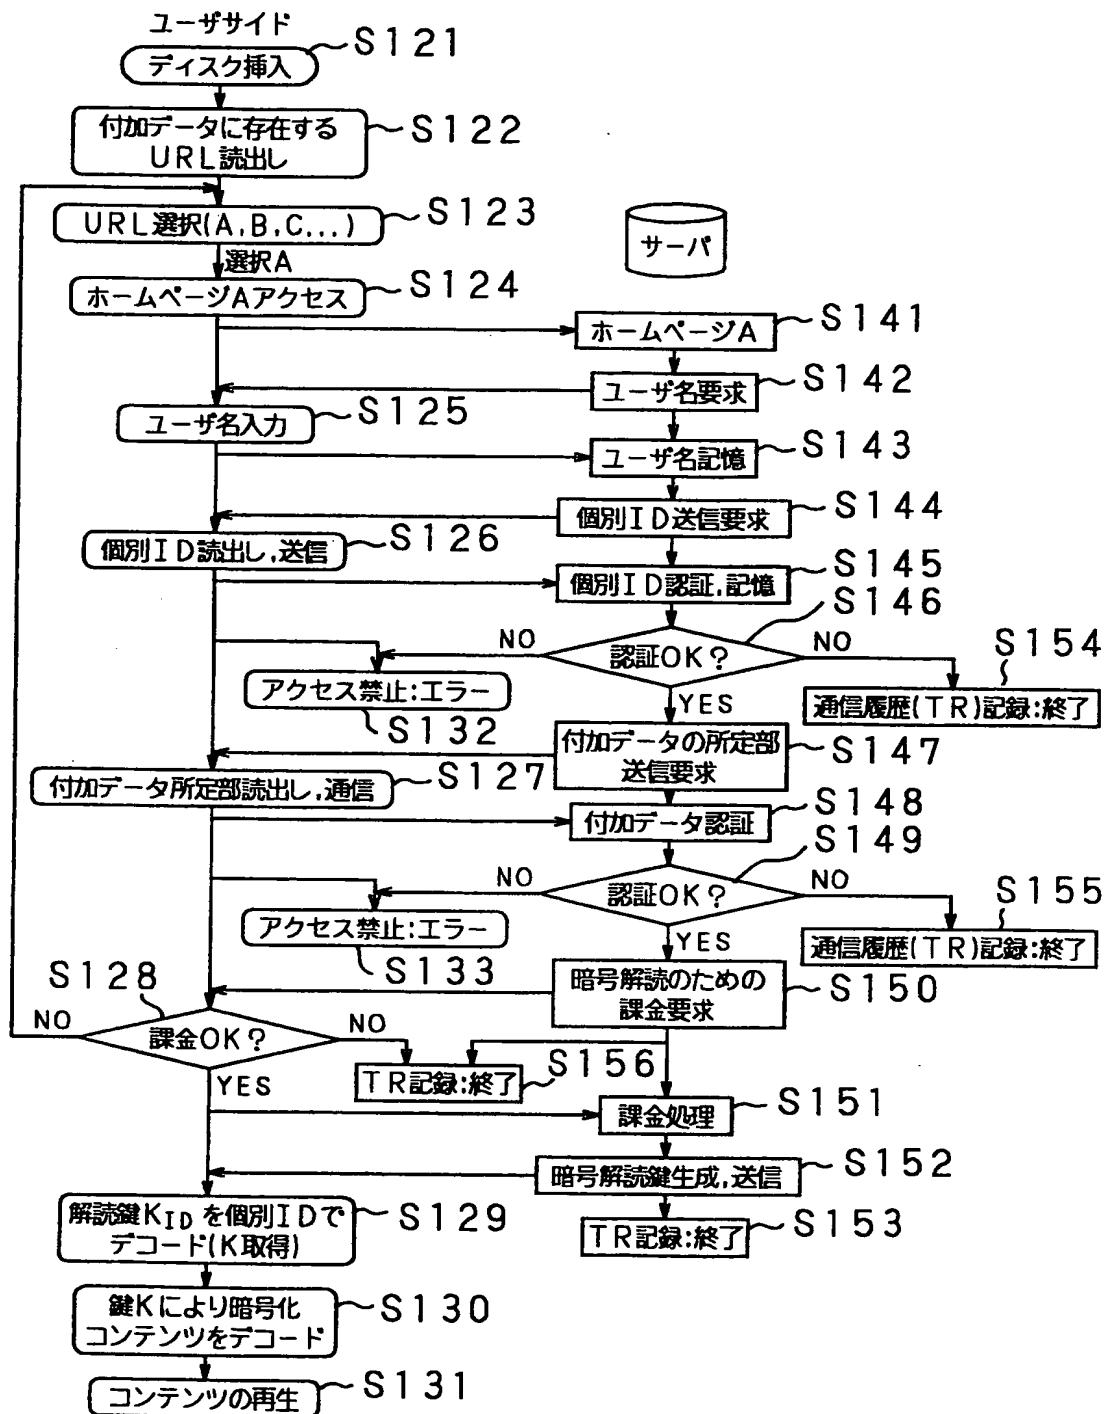 ユーザサイド
ディスク挿入
S121
付加データに存在する
URL読出し
S122
URL選択(A,B,C...)
S123
サーバ
選択A
ホームページAアクセス
S124
ホームページA
S141
ユーザ名要求
S142
ユーザ名入力
S125
ユーザ名記憶
S143
個別ID送信要求
S144
個別ID読出し,送信
S126
個別ID認証,記憶
S145
S146
NO
認証OK?
NO
S154
アクセス禁止:エラー
YES
通信履歴(TR)記録:終了
S132
付加データの所定部
送信要求
S147
付加データ所定部読出し,通信
S127
付加データ認証
S148
S149
NO
認証OK?
NO
S155
アクセス禁止:エラー
YES
通信履歴(TR)記録:終了
S133
暗号解読のための
課金要求
S150
S128
NO
課金OK?
NO
S156
YES
TR記録:終了
課金処理
S151
暗号解読鍵生成,送信
S152
解読鍵KIDを個別IDで
デコード(K取得)
S129
TR記録:終了
S153
鍵Kにより暗号化
コンテンツをデコード
S130
コンテンツの再生
S131